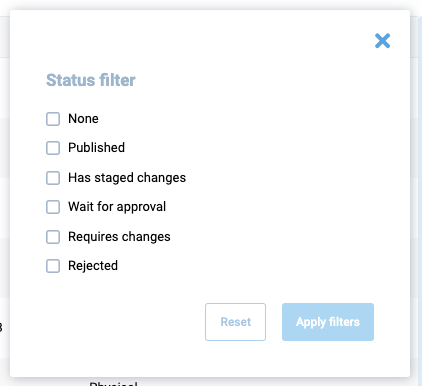 Status filter
None
Published
Has staged changes
Wait for approval
Requires changes
Rejected
Reset
Apply filters